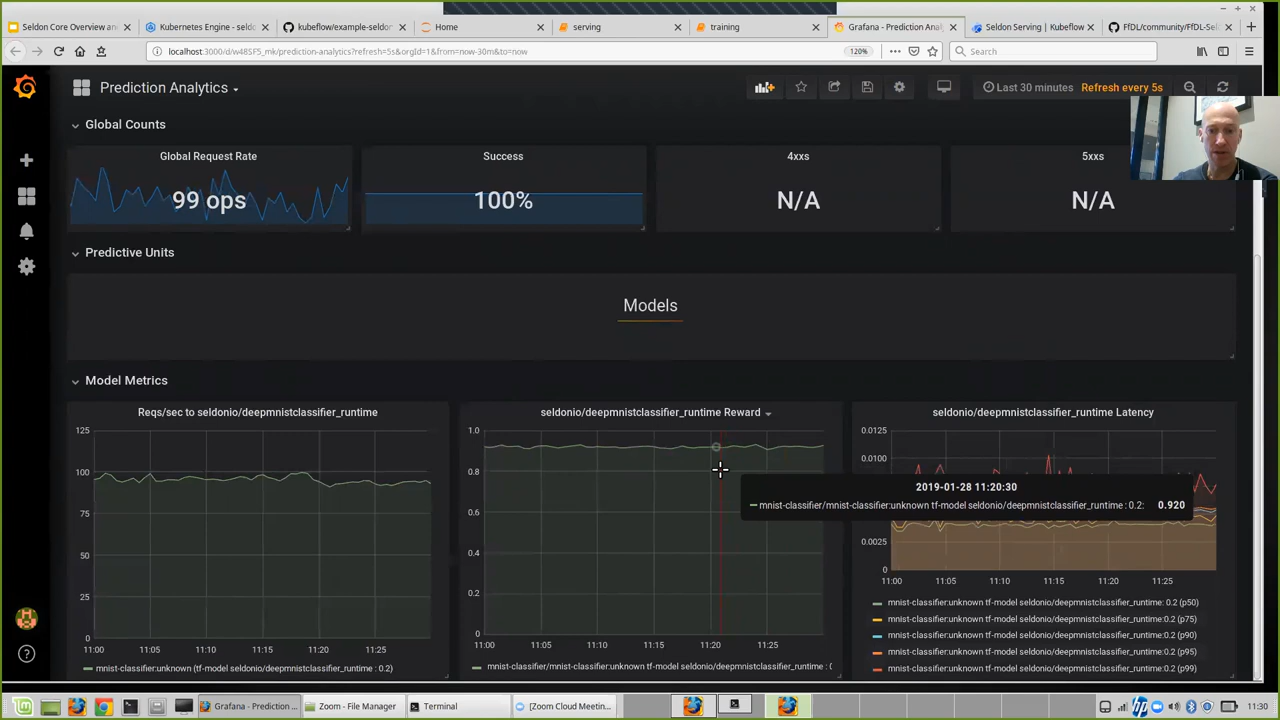 Seldon Core Overview and
Kubernetes Engine - seldo
kubeflow/example-seldon
Home
serving
training
Grafana - Prediction Anal
Seldon Serving | Kubeflow
FfDL/community/FfDL-Se
localhost:3000/d/w48SF5_mk/prediction-analytics?refresh=5s&orgId=1&from=now-30m&to=now
120%
Search
Prediction Analytics
Last 30 minutes
Refresh every 5s
Global Counts
Global Request Rate
99 ops
Success
100%
4xxs
N/A
5xxs
N/A
Predictive Units
Models
Model Metrics
Reqs/sec to seldonio/deepmnistclassifier_runtime
125
100
75
50
25
0
11:00 11:05 11:10 11:15 11:20 11:25
mnist-classifier:unknown (tf-model seldonio/deepmnistclassifier_runtime : 0.2)
seldonio/deepmnistclassifier_runtime Reward
1.0
0.8
0.6
0.4
0.2
0
11:00 11:05 11:10 11:15 11:20 11:25
mnist-classifier/mnist-classifier:unknown tf-model seldonio/deepmnistclassifier_runtime : (
2019-01-28 11:20:30
mnist-classifier/mnist-classifier:unknown tf-model seldonio/deepmnistclassifier_runtime : 0.2: 0.920
seldonio/deepmnistclassifier_runtime Latency
0.0125
0.0100
0.0025
0
11:00 11:05 11:10 11:15 11:20 11:25
mnist-classifier:unknown tf-model seldonio/deepmnistclassifier_runtime: 0.2 (p50)
mnist-classifier:unknown tf-model seldonio/deepmnistclassifier_runtime:0.2 (p75)
mnist-classifier:unknown tf-model seldonio/deepmnistclassifier_runtime:0.2 (p90)
mnist-classifier:unknown tf-model seldonio/deepmnistclassifier_runtime:0.2 (p95)
mnist-classifier:unknown tf-model seldonio/deepmnistclassifier_runtime:0.2 (p99)
Grafana - Prediction ...
Zoom - File Manager
Terminal
[Zoom Cloud Meetin...
11:30